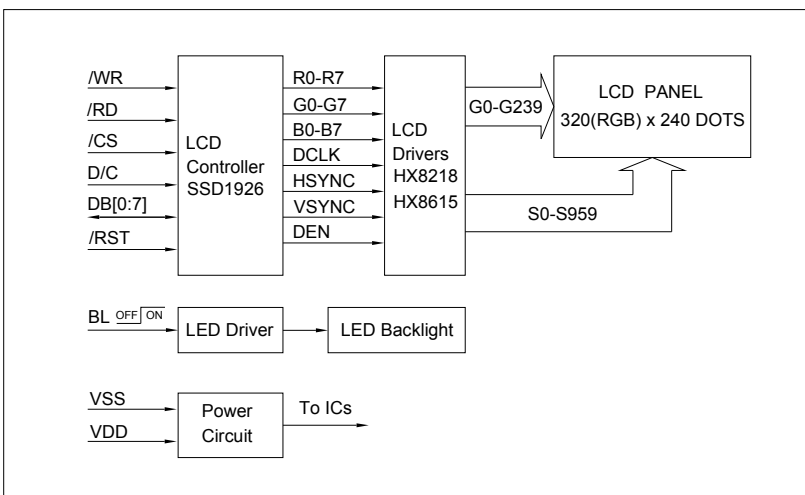 /WR
/RD
/CS
D/C
DB[0:7]
/RST
LCD
Controller
SSD1926
R0-R7
G0-G7
B0-B7
DCLK
HSYNC
VSYNC
DEN
LCD
Drivers
HX8218
HX8615
G0-G239
S0-S959
LCD PANEL
320(RGB) x 240 DOTS
BL OFF ON
LED Driver
LED Backlight
VSS
VDD
Power
Circuit
To ICs